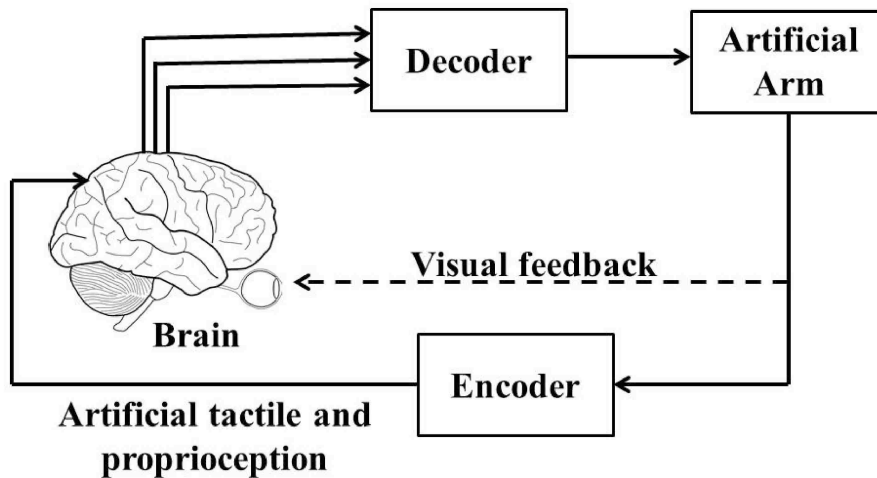 Decoder
Artificial
Arm
Visual feedback
Brain
Encoder
Artificial tactile and
proprioception